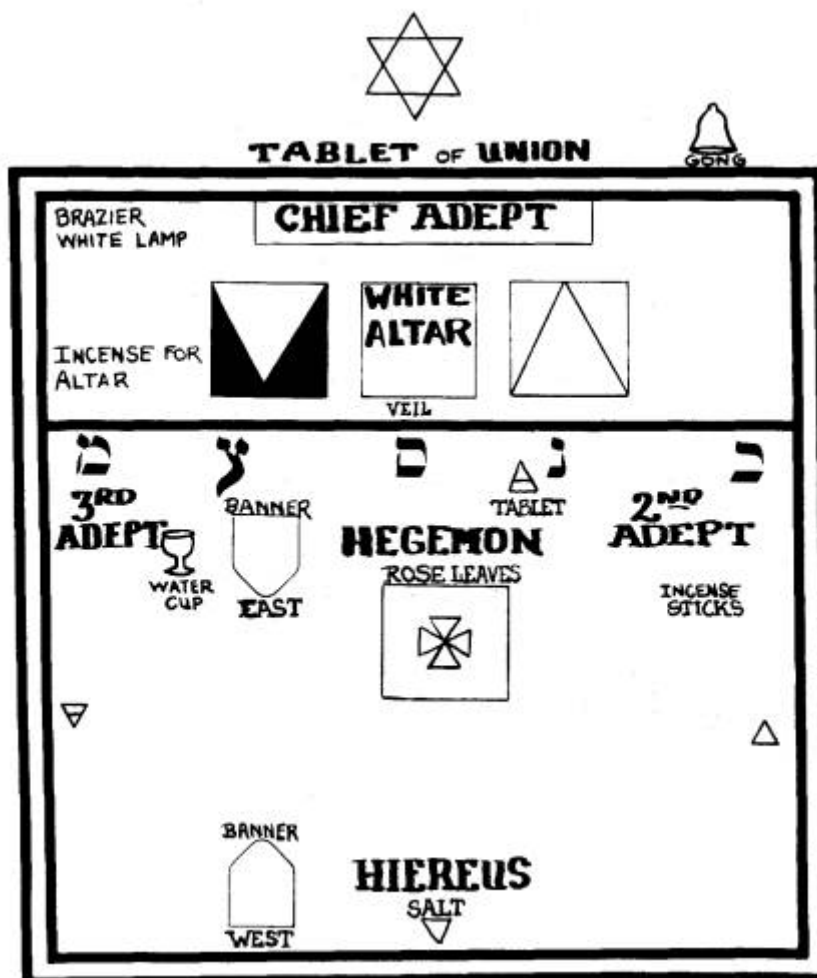 TABLET OF UNION
GONG
BRAZIER
WHITE LAMP
CHIEF ADEPT
WHITE
ALTAR
INCENSE FOR
ALTAR
VEIL
מ
צ
ם
נ
כ
3RD
ADEPT
WATER
CUP
BANNER
EAST
TABLET
HEGEMON
ROSE LEAVES
2ND
ADEPT
INCENSE
STICKS
BANNER
WEST
HIEREUS
SALT